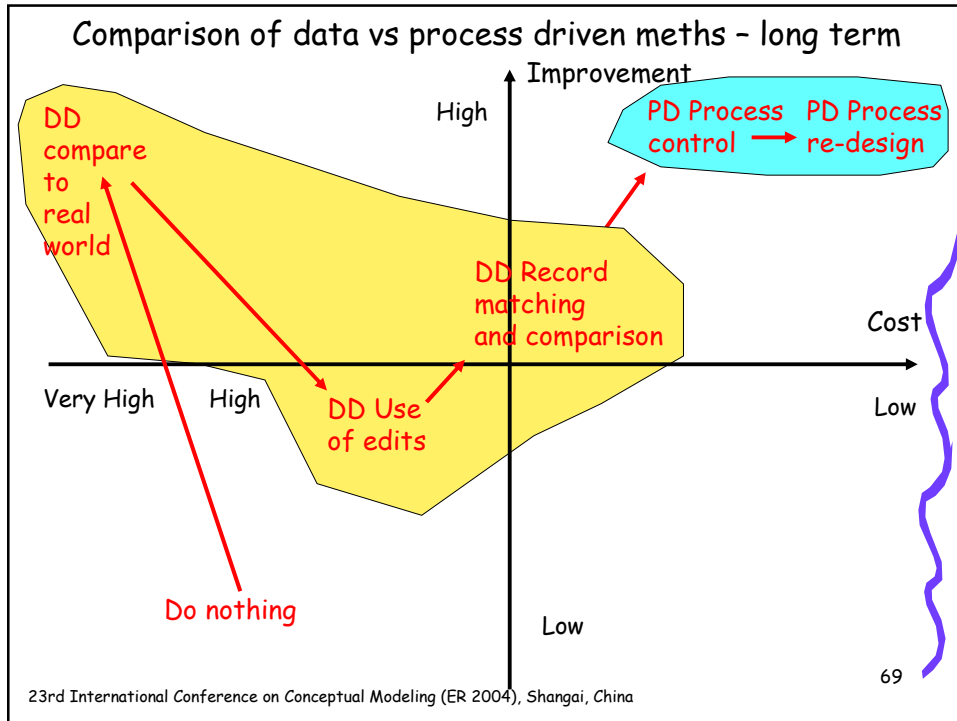 Comparison of data vs process driven meths – long term
Improvement
High
DD
compare
to
real
world
PD Process
control
PD Process
re-design
DD Record
matching
and comparison
Cost
Very High
High
Low
DD Use
of edits
Do nothing
Low
69
23rd International Conference on Conceptual Modeling (ER 2004), Shangai, China